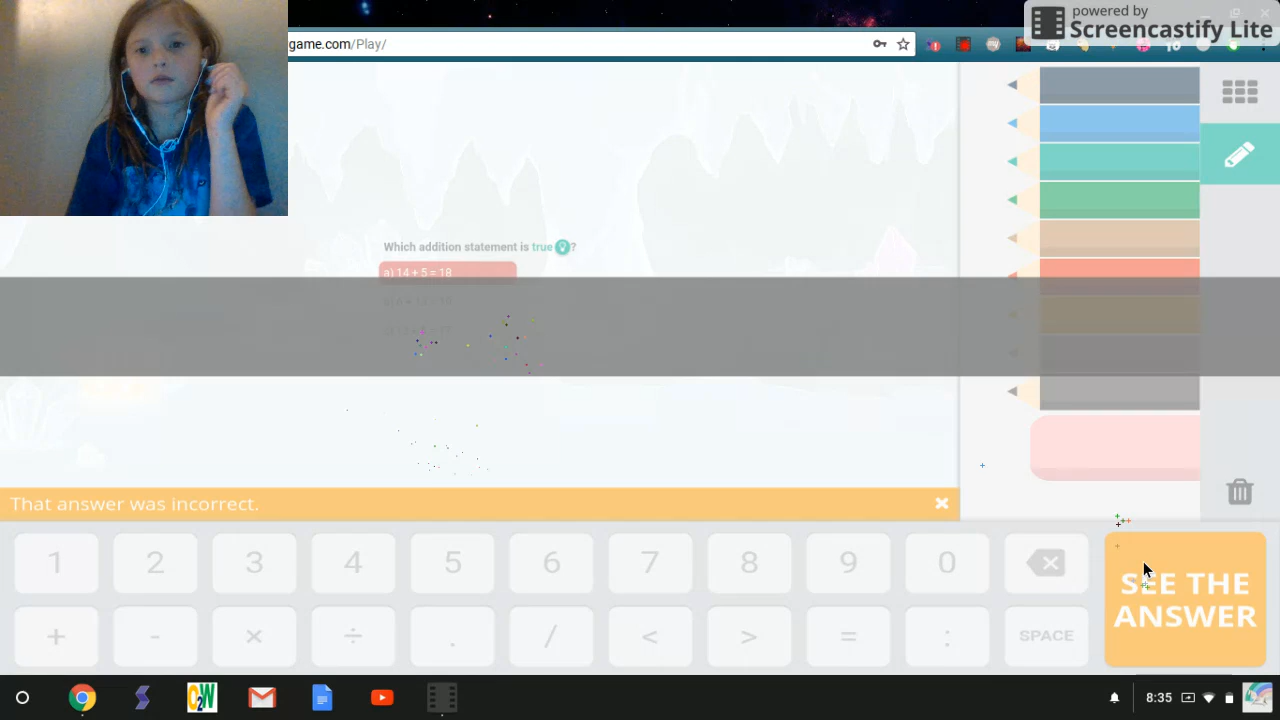 powered by
Screencastify Lite
game.com/Play/
Which addition statement is true ?
a) 14 + 5 = 18
That answer was incorrect.
1 2 3 4 5 6 7 8 9 0
SEE THE
ANSWER
+ - × ÷ . / < > = : SPACE
O2W
8:35